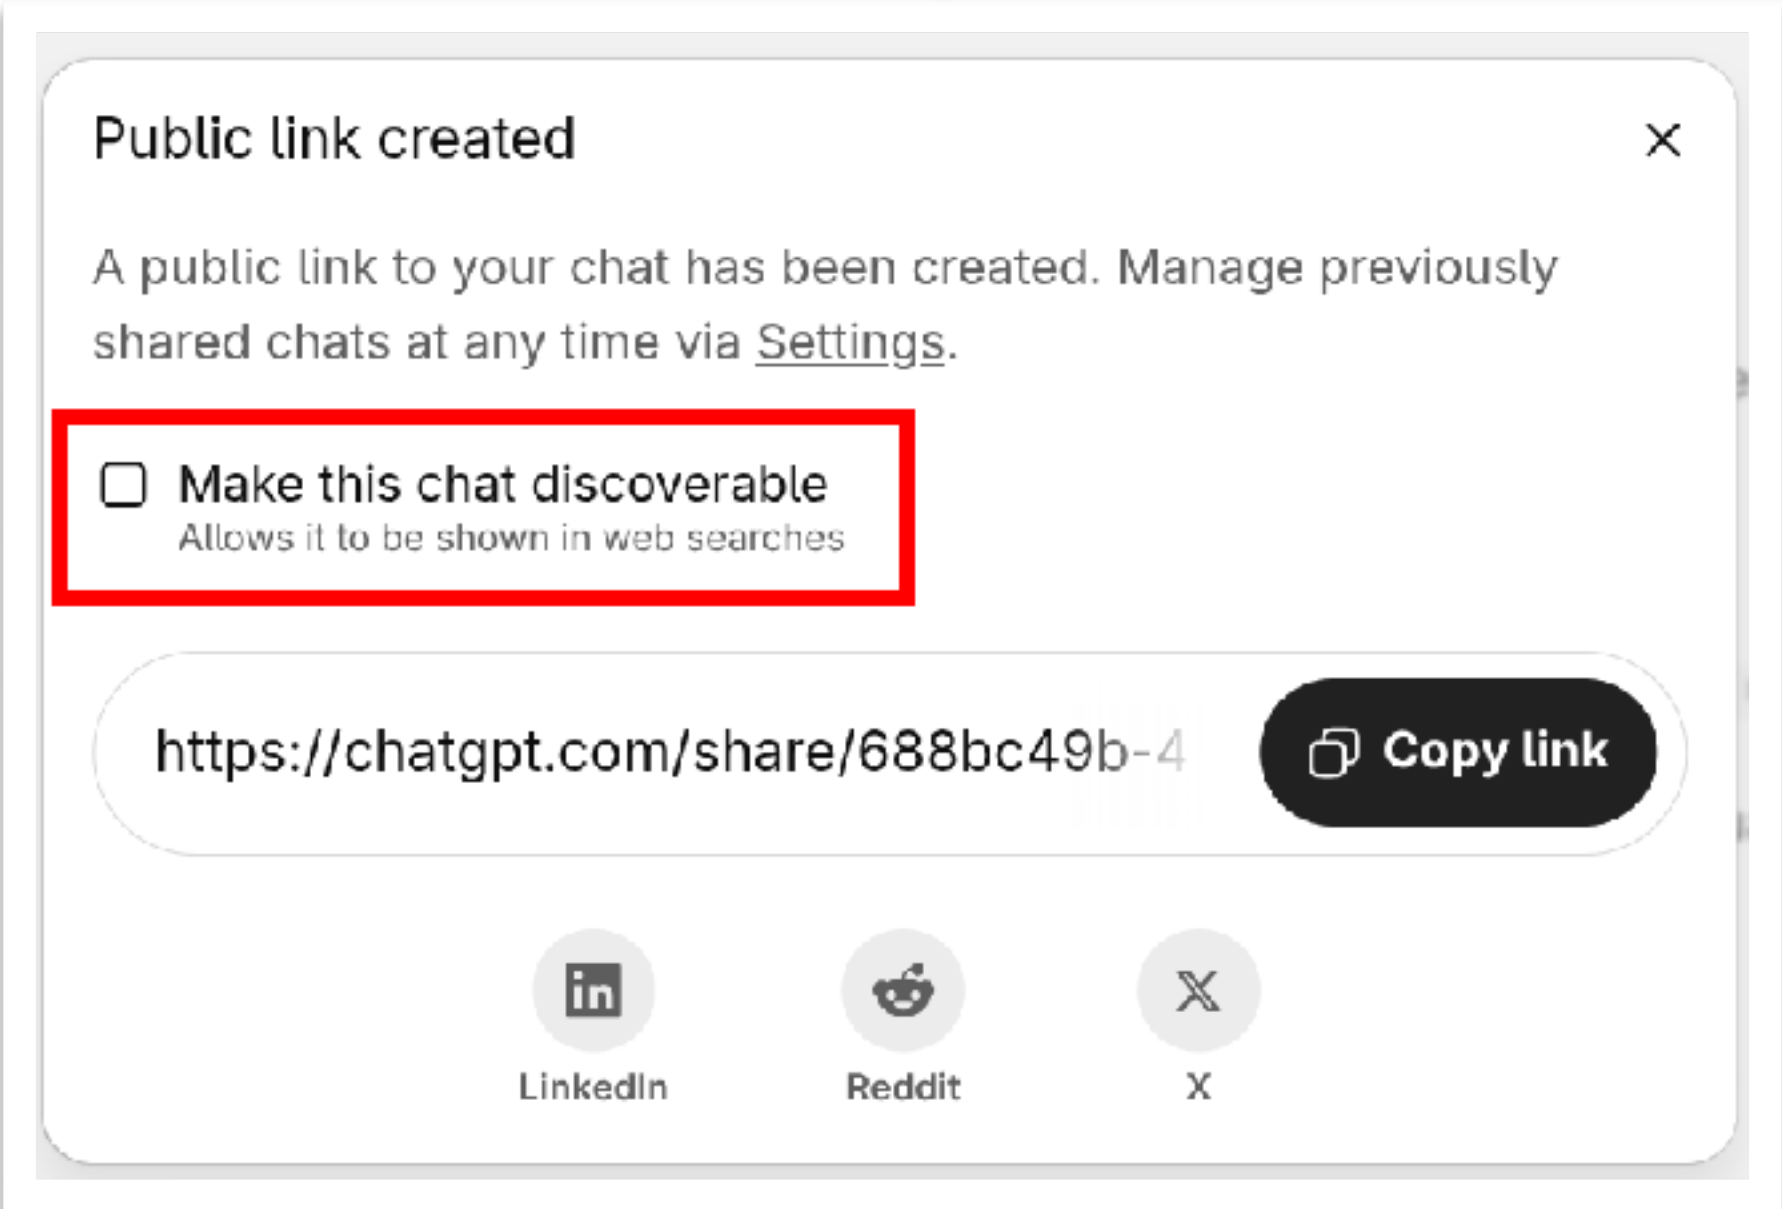 Public link created
A public link to your chat has been created. Manage previously
shared chats at any time via Settings.
Make this chat discoverable
Allows it to be shown in web searches
https://chatgpt.com/share/688bc49b-4
Copy link
in
LinkedIn
Reddit
X